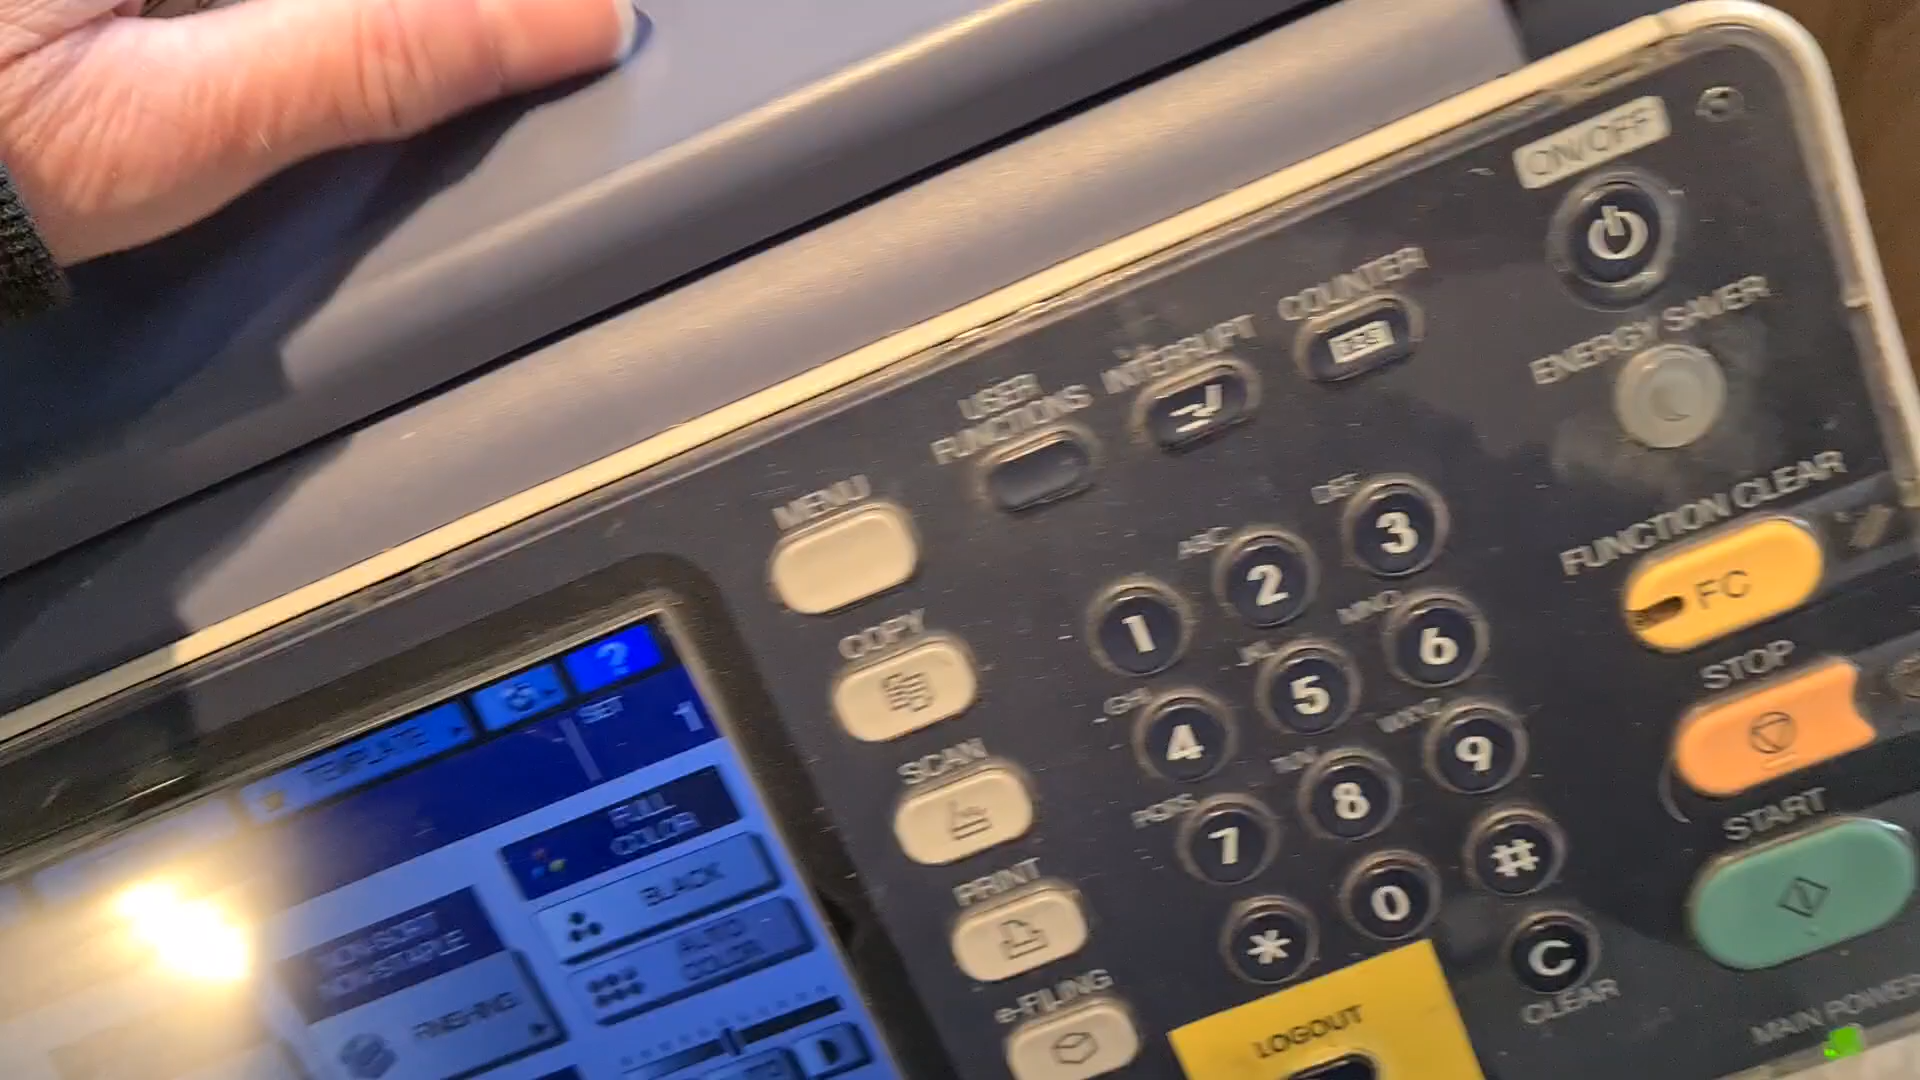 ON/OFF
COUNTER
123
ENERGY SAVER
INTERRUPT
USER
FUNCTIONS
MENU
FUNCTION CLEAR
FC
DEF
3
ABC
2
1
MNO
6
JKL
5
GHI
4
COPY
STOP
WXYZ
9
TUV
8
PQRS
7
SCAN
START
#
0
*
PRINT
C
CLEAR
e-FILING
LOGOUT
MAIN POWER
?
TEMPLATE
SET
1
FULL
COLOR
BLACK
AUTO
COLOR
NON-SORT
NON-STAPLE
FINISHING